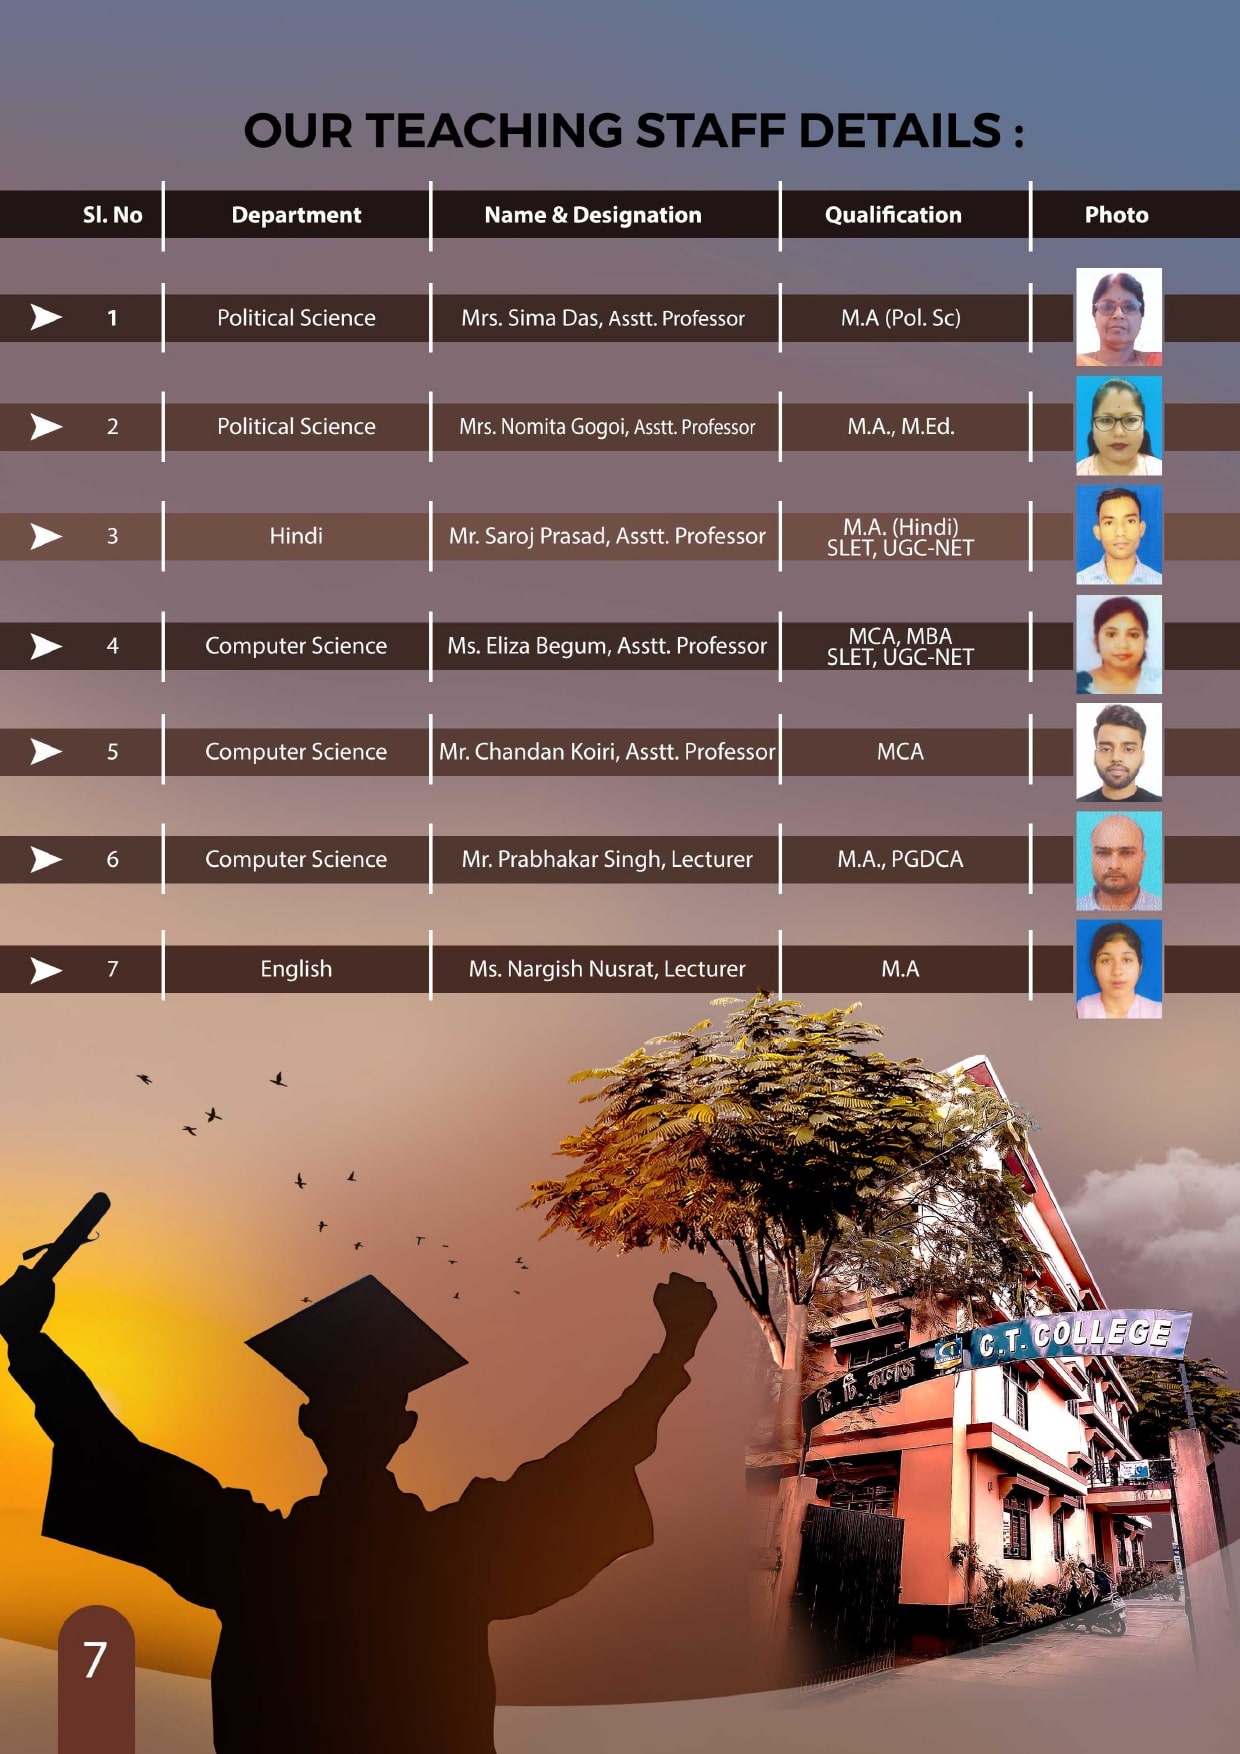 OUR TEACHING STAFF DETAILS :
Sl. No Department Name & Designation Qualification Photo
1 Political Science Mrs. Sima Das, Asstt. Professor M.A (Pol. Sc)
2 Political Science Mrs. Nomita Gogoi, Asstt. Professor M.A., M.Ed.
3 Hindi Mr. Saroj Prasad, Asstt. Professor M.A. (Hindi)
SLET, UGC-NET
4 Computer Science Ms. Eliza Begum, Asstt. Professor MCA, MBA
SLET, UGC-NET
5 Computer Science Mr. Chandan Koiri, Asstt. Professor MCA
6 Computer Science Mr. Prabhakar Singh, Lecturer M.A., PGDCA
7 English Ms. Nargish Nusrat, Lecturer M.A
চি. টি. কলেজ C.T. COLLEGE
7